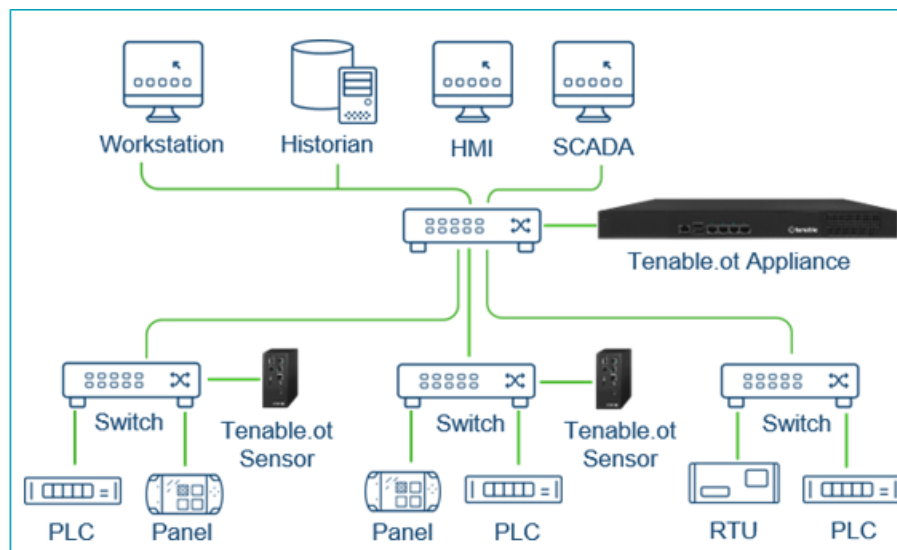 Workstation
Historian
HMI
SCADA
tenable
Tenable.ot Appliance
Switch
Tenable.ot
Sensor
Switch
Tenable.ot
Sensor
Switch
PLC
Panel
Panel
PLC
RTU
PLC